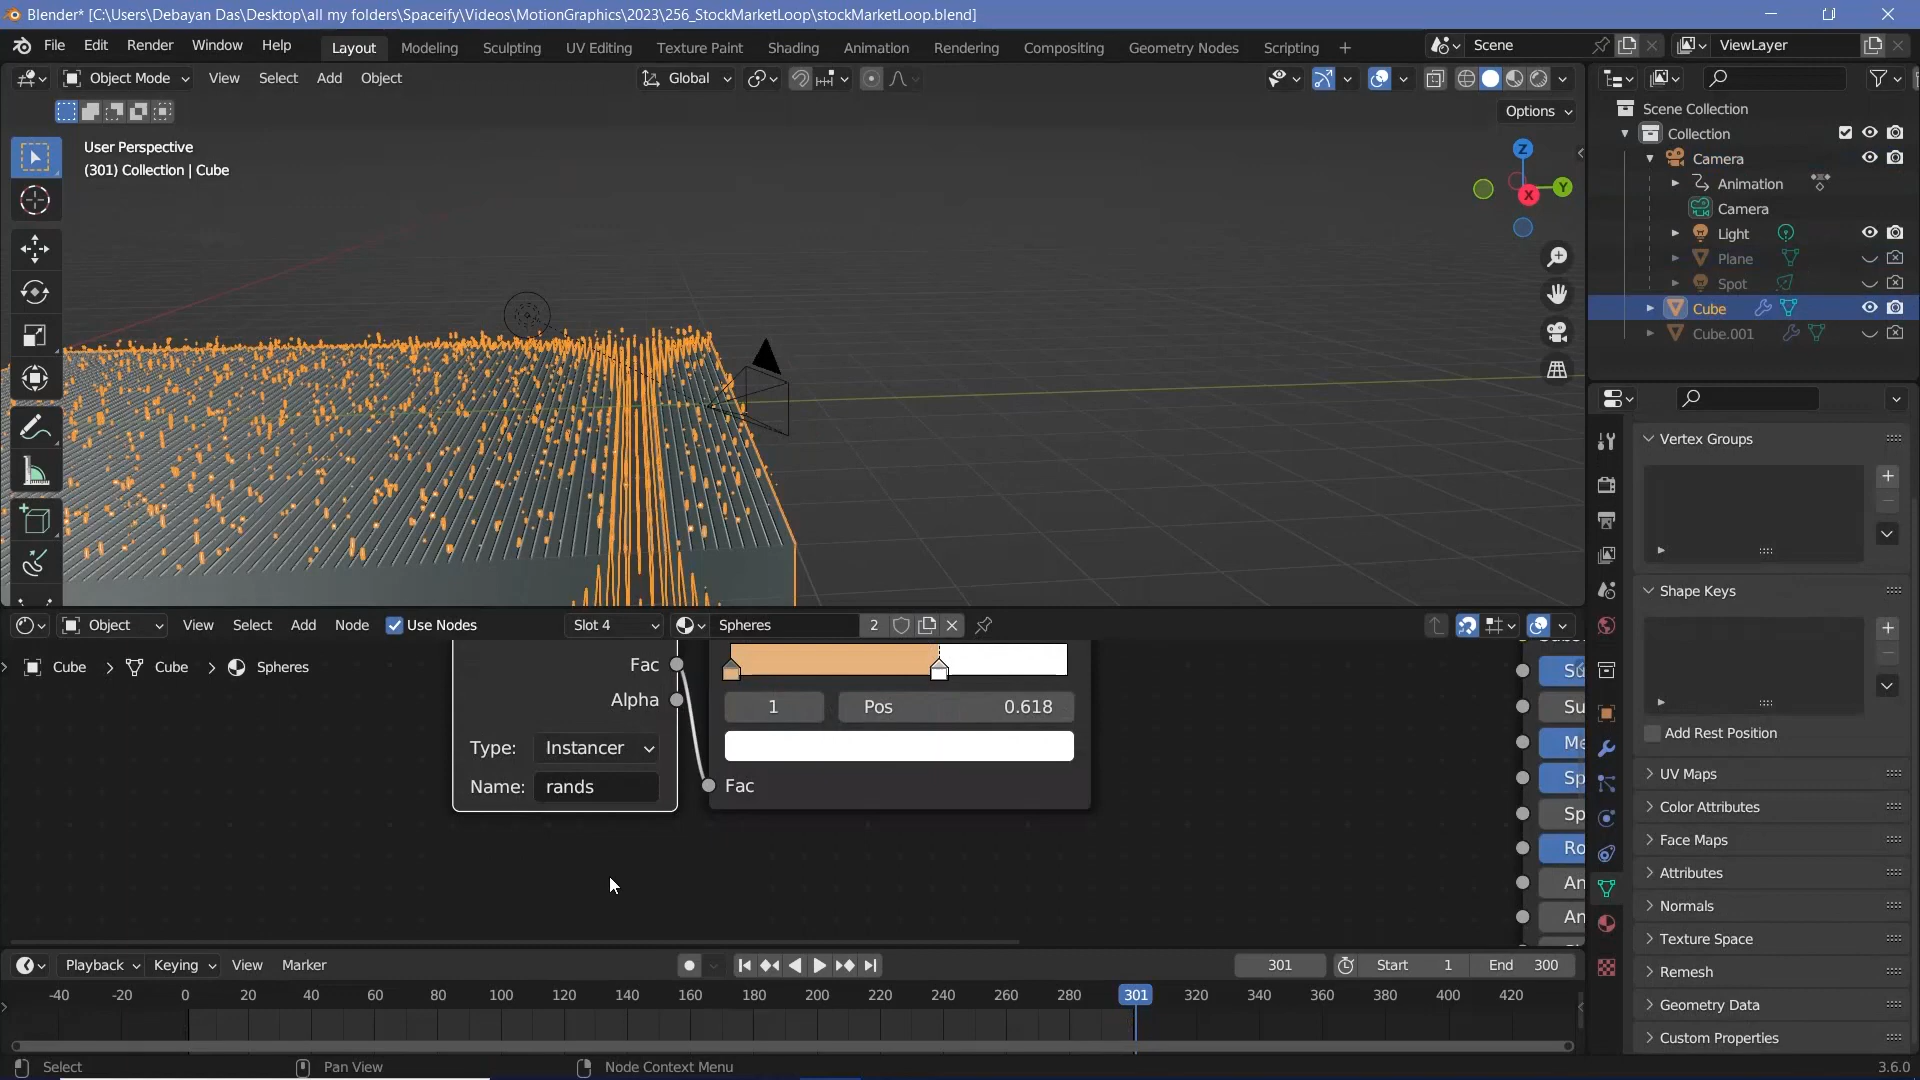 Blender* [C:\Users\Debayan Das\Desktop\all my folders\Spaceify\Videos\MotionGraphics\2023\256_StockMarketLoop\stockMarketLoop.blend]
File Edit Render Window Help Layout Modeling Sculpting UV Editing Texture Paint Shading Animation Rendering Compositing Geometry Nodes Scripting + Scene ViewLayer
Object Mode View Select Add Object Global
Options
User Perspective
(301) Collection | Cube
Z
Y
X
Scene Collection
Collection
Camera
Animation
Camera
Light
Plane
Spot
Cube
Cube.001
Vertex Groups
Shape Keys
Add Rest Position
UV Maps
Color Attributes
Face Maps
Attributes
Normals
Texture Space
Remesh
Geometry Data
Custom Properties
Object View Select Add Node Use Nodes Slot 4 Spheres 2
Cube > Cube > Spheres
Fac
Alpha
Type: Instancer
Name: rands
1 Pos 0.618
Fac
Su
Me
Sp
Sp
Ro
An
An
Playback Keying View Marker 301 Start 1 End 300
-40 -20 0 20 40 60 80 100 120 140 160 180 200 220 240 260 280 301 320 340 360 380 400 420
Select Pan View Node Context Menu 3.6.0